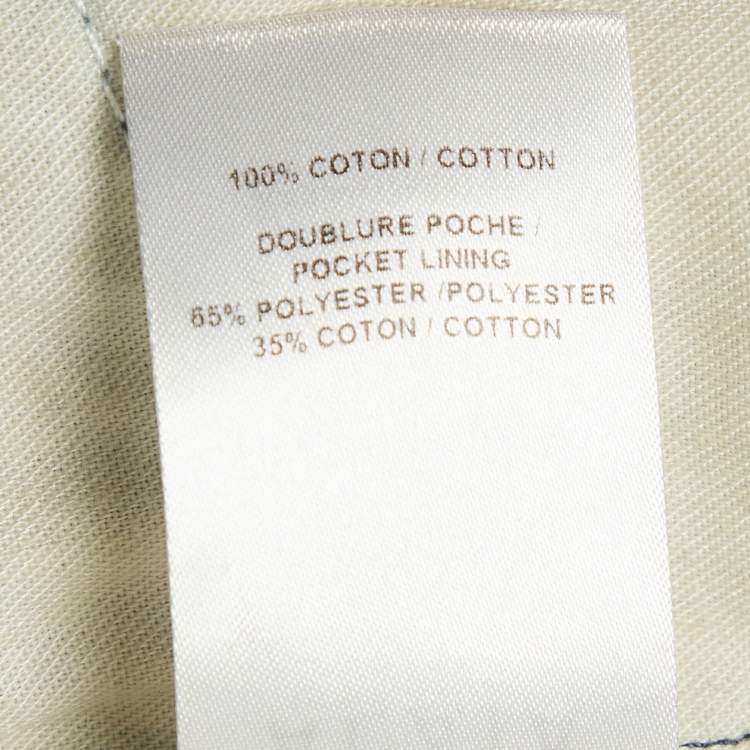 100% COTON / COTTON
DOUBLURE POCHE /
POCKET LINING
65% POLYESTER /POLYESTER
35% COTON / COTTON